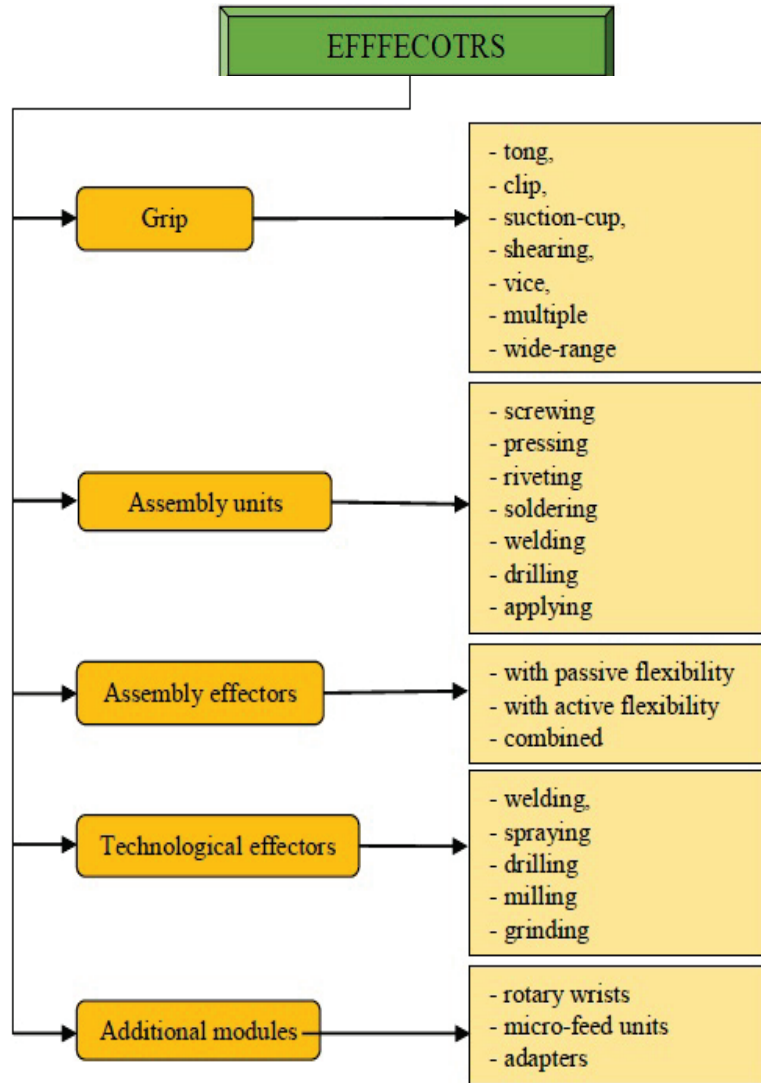 EFFFECOTRS
Grip
- tong,
- clip,
- suction-cup,
- shearing,
- vice,
- multiple
- wide-range
Assembly units
- screwing
- pressing
- riveting
- soldering
- welding
- drilling
- applying
Assembly effectors
- with passive flexibility
- with active flexibility
- combined
Technological effectors
- welding,
- spraying
- drilling
- milling
- grinding
Additional modules
- rotary wrists
- micro-feed units
- adapters